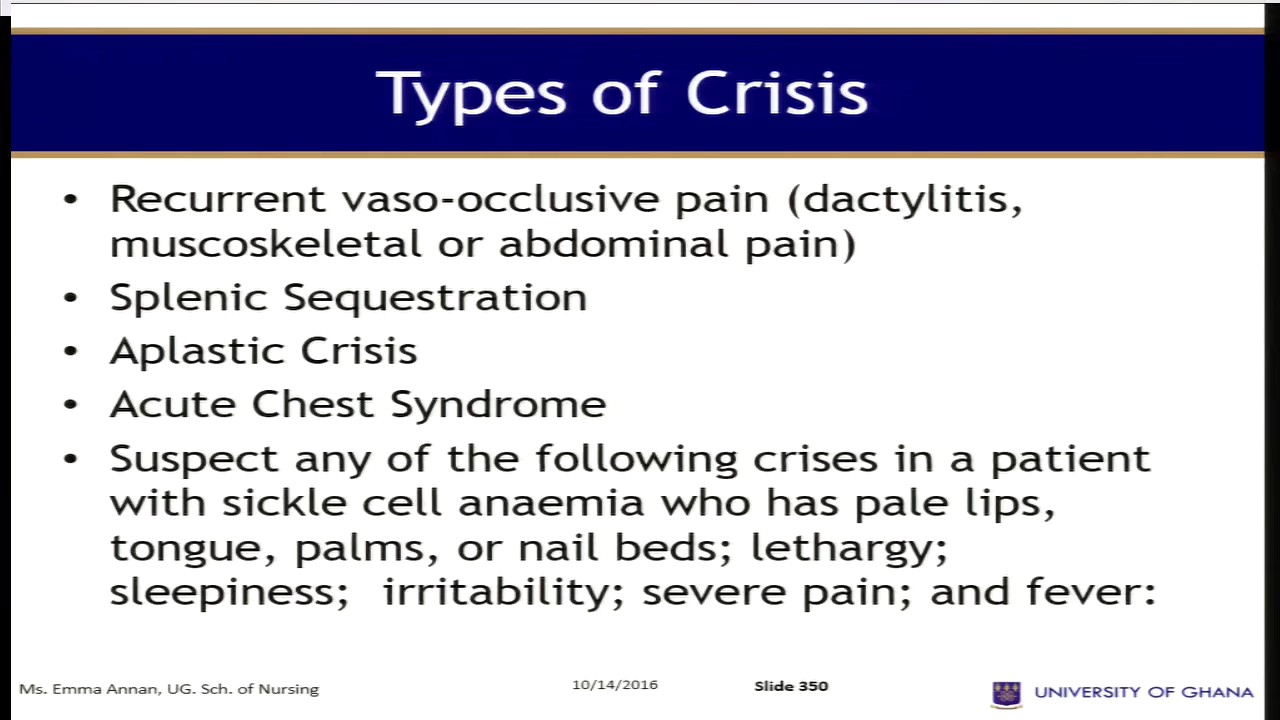 Types of Crisis
• Recurrent vaso-occlusive pain (dactylitis,
muscoskeletal or abdominal pain)
• Splenic Sequestration
• Aplastic Crisis
• Acute Chest Syndrome
• Suspect any of the following crises in a patient
with sickle cell anaemia who has pale lips,
tongue, palms, or nail beds; lethargy;
sleepiness;  irritability; severe pain; and fever:
Ms. Emma Annan, UG. Sch. of Nursing
10/14/2016
Slide 350
UNIVERSITY OF GHANA